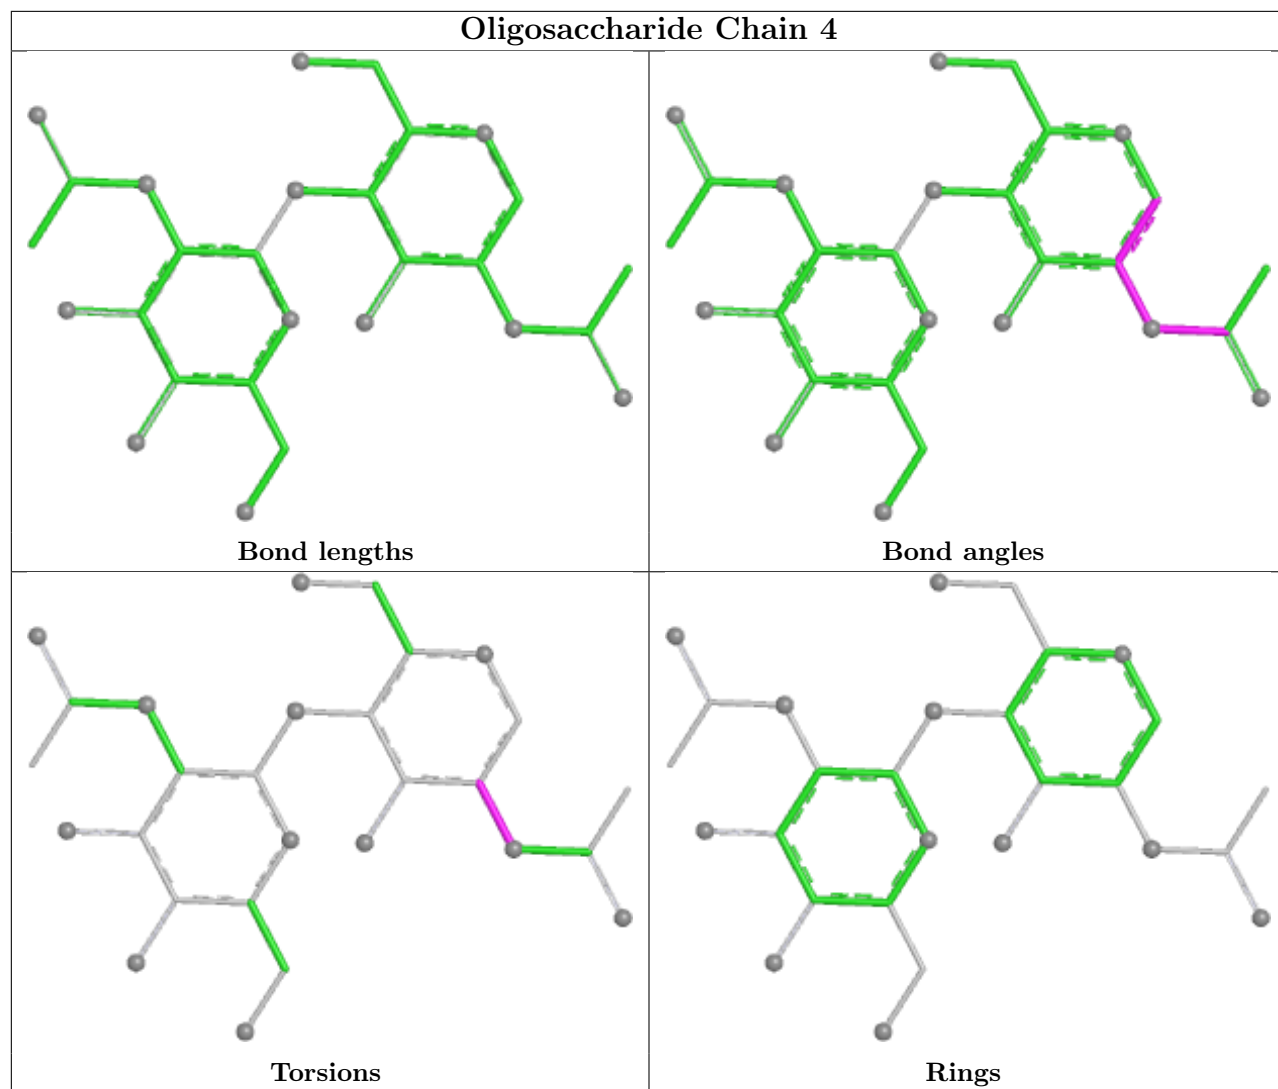 Oligosaccharide Chain 4
Bond lengths
Bond angles
Torsions
Rings